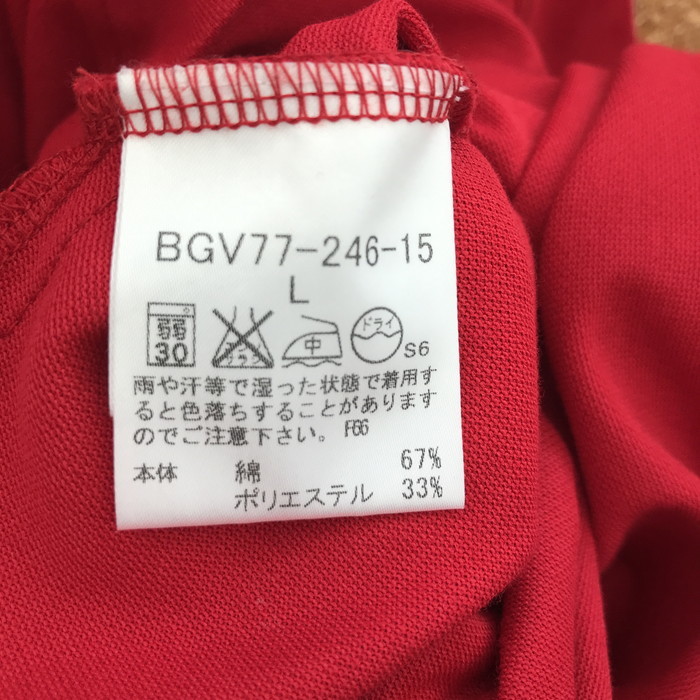 BGV77-246-15
L
弱 30 中 ドライ S6
雨や汗等で湿った状態で着用す
ると色落ちすることがあります
のでご注意下さい。 F66
本体 綿 67%
ポリエステル 33%